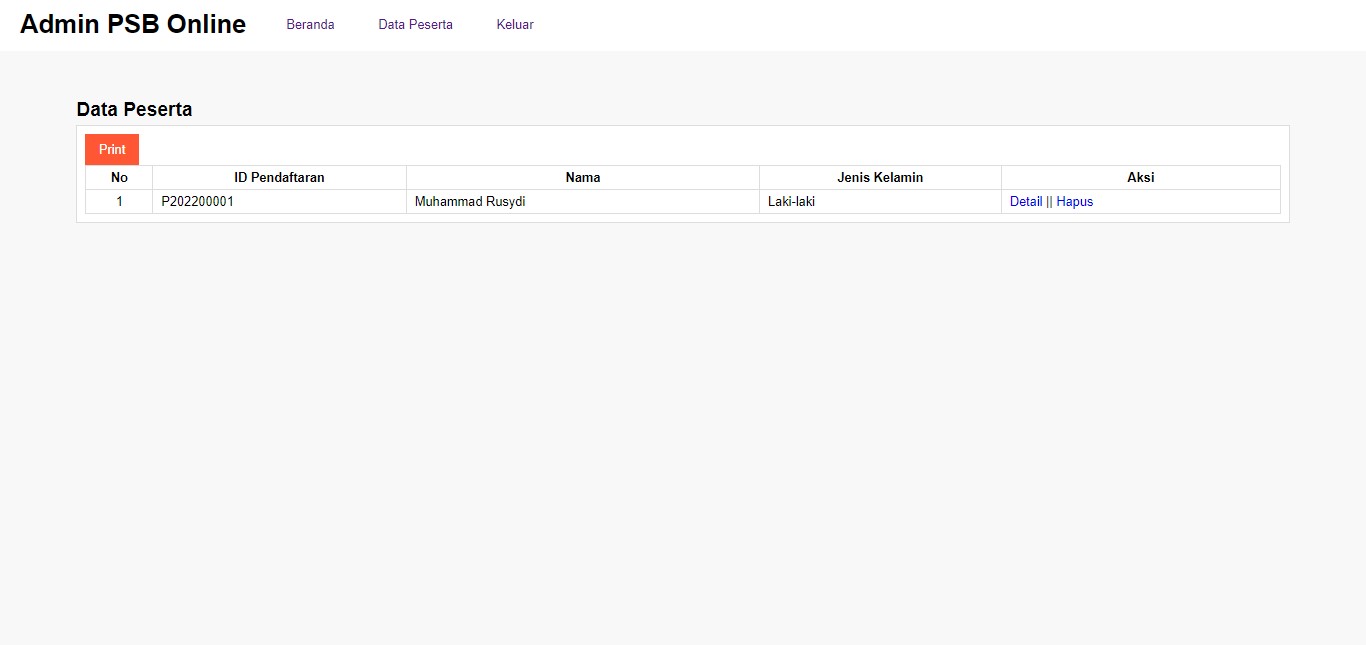 Admin PSB Online Beranda Data Peserta Keluar
Data Peserta
Print
No ID Pendaftaran Nama Jenis Kelamin Aksi
1 P202200001 Muhammad Rusydi Laki-laki Detail || Hapus